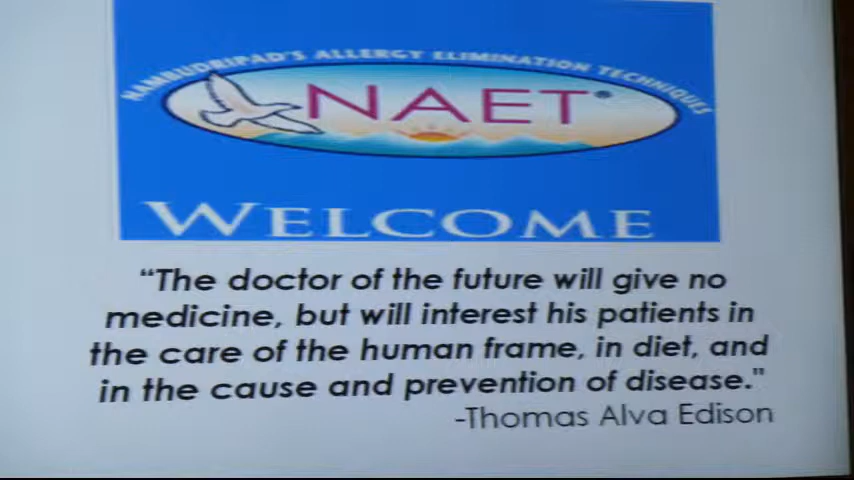 NAMBUDRIPAD'S ALLERGY ELIMINATION TECHNIQUES
NAET®
WELCOME
“The doctor of the future will give no
medicine, but will interest his patients in
the care of the human frame, in diet, and
in the cause and prevention of disease."
-Thomas Alva Edison